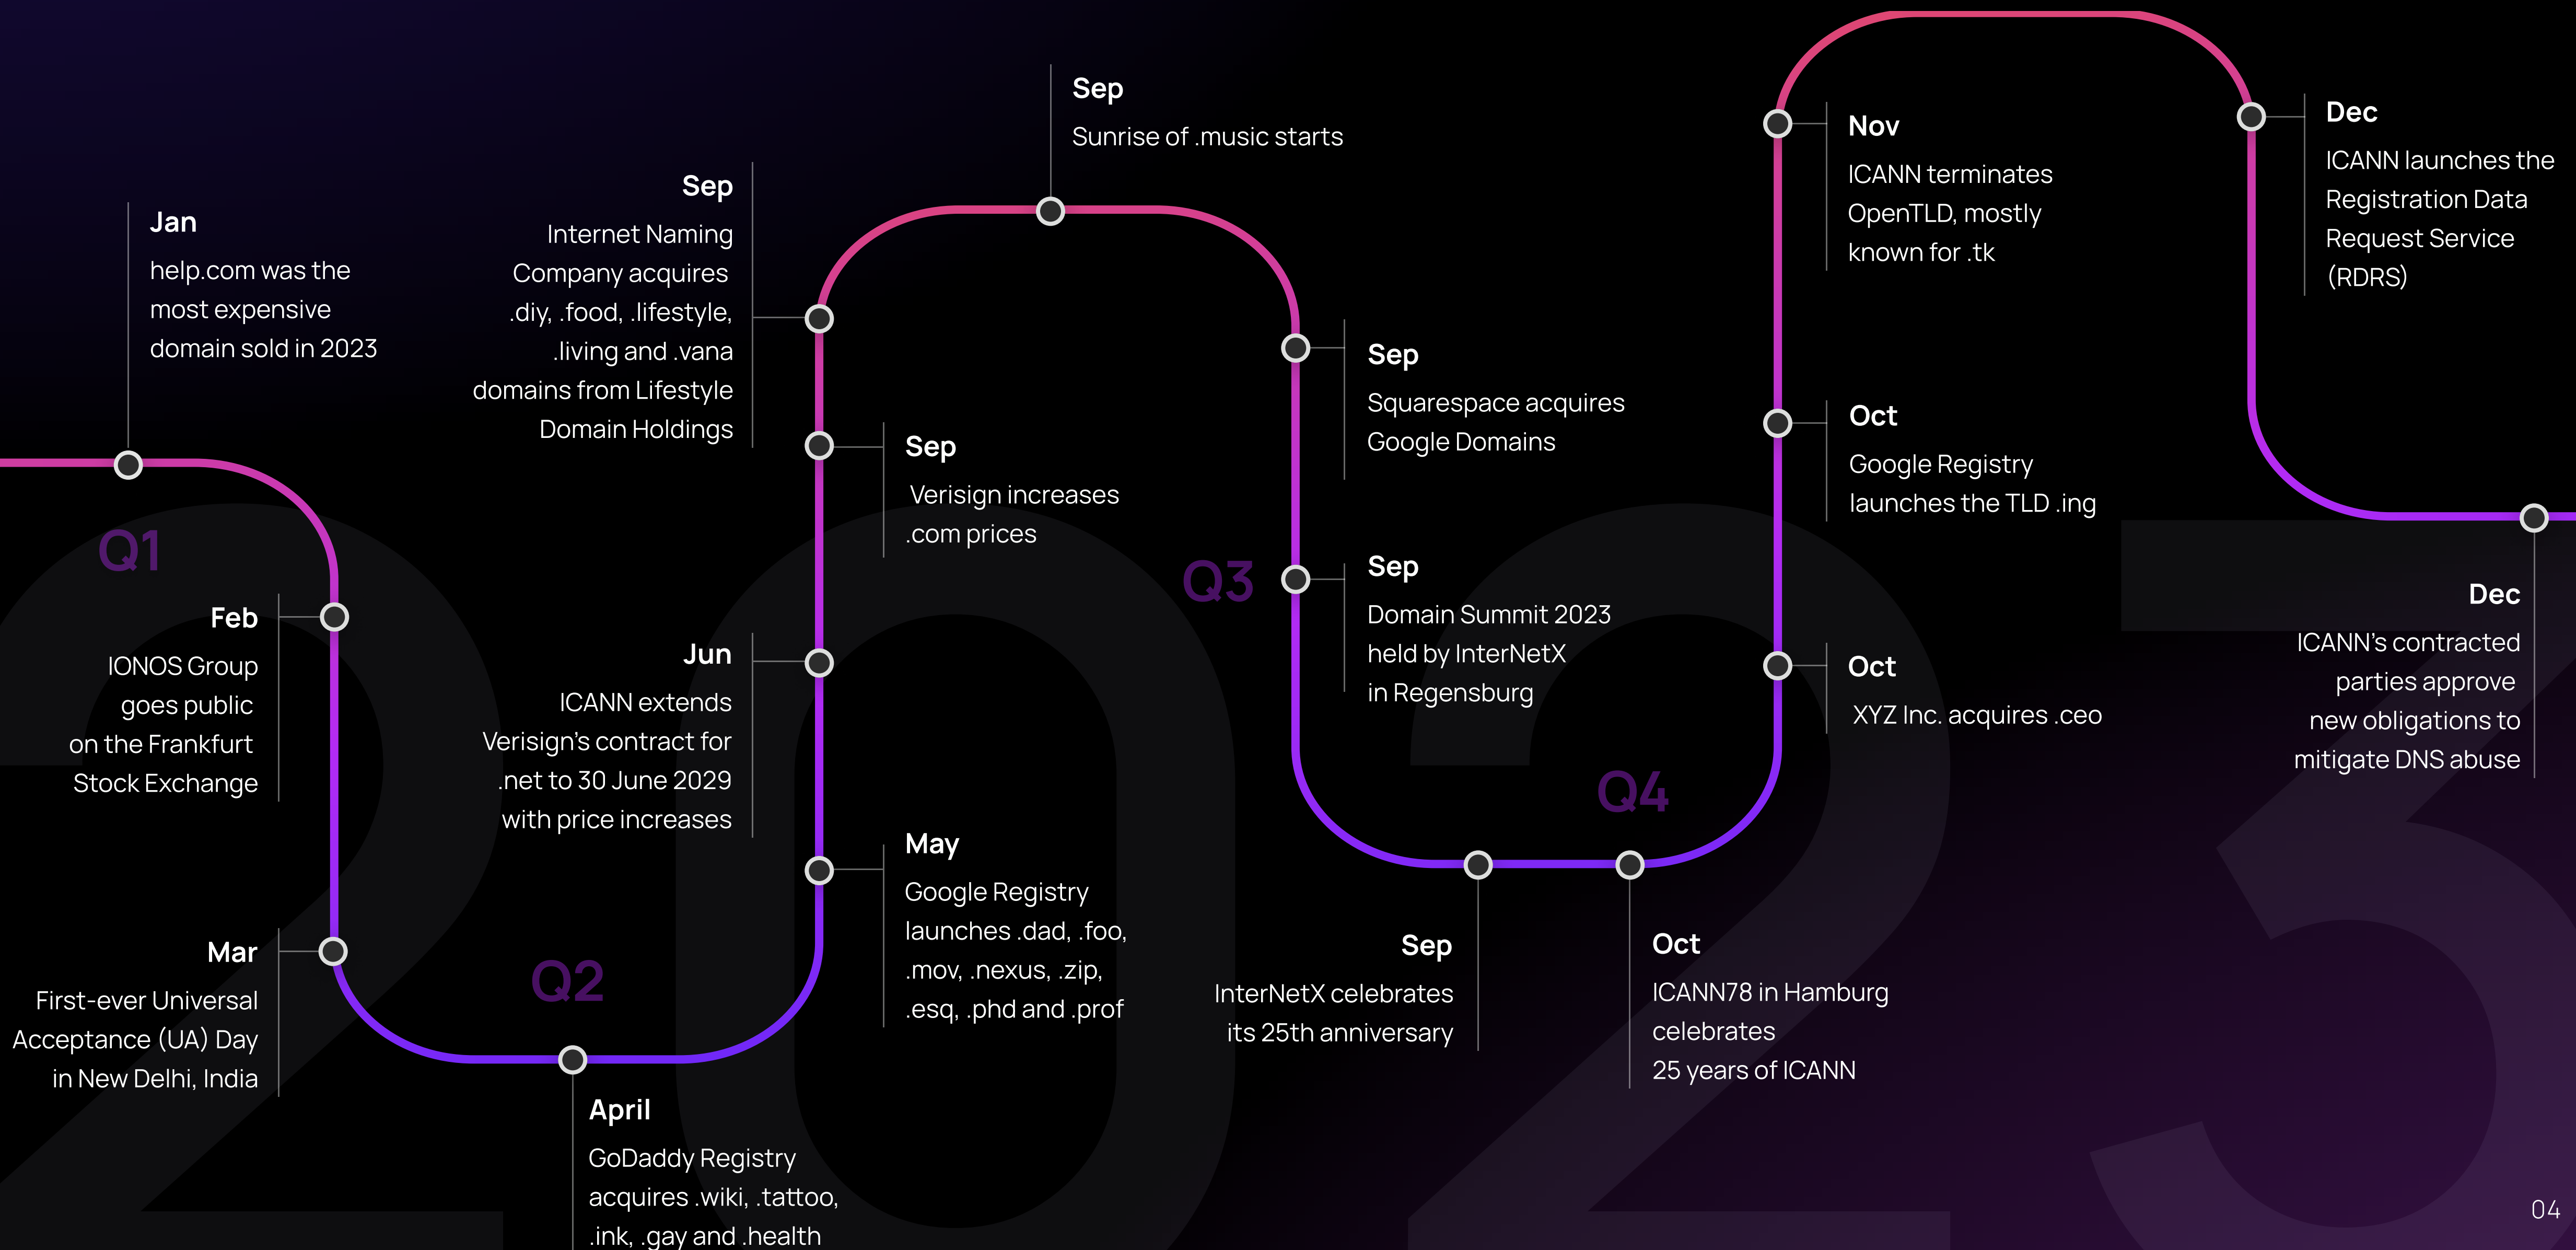 Jan
help.com was the
most expensive
domain sold in 2023
Q1
Feb
IONOS Group
goes public
on the Frankfurt
Stock Exchange
Mar
First-ever Universal
Acceptance (UA) Day
in New Delhi, India
Q2
April
GoDaddy Registry
acquires .wiki, .tattoo,
.ink, .gay and .health
May
Google Registry
launches .dad, .foo,
.mov, .nexus, .zip,
.esq, .phd and .prof
Jun
ICANN extends
Verisign's contract for
.net to 30 June 2029
with price increases
Sep
Verisign increases
.com prices
Sep
Internet Naming
Company acquires
.diy, .food, .lifestyle,
.living and .vana
domains from Lifestyle
Domain Holdings
Sep
Sunrise of .music starts
Sep
Squarespace acquires
Google Domains
Q3
Sep
Domain Summit 2023
held by InterNetX
in Regensburg
Sep
InterNetX celebrates
its 25th anniversary
Q4
Oct
ICANN78 in Hamburg
celebrates
25 years of ICANN
Oct
XYZ Inc. acquires .ceo
Oct
Google Registry
launches the TLD .ing
Nov
ICANN terminates
OpenTLD, mostly
known for .tk
Dec
ICANN launches the
Registration Data
Request Service
(RDRS)
Dec
ICANN's contracted
parties approve
new obligations to
mitigate DNS abuse
2023
04